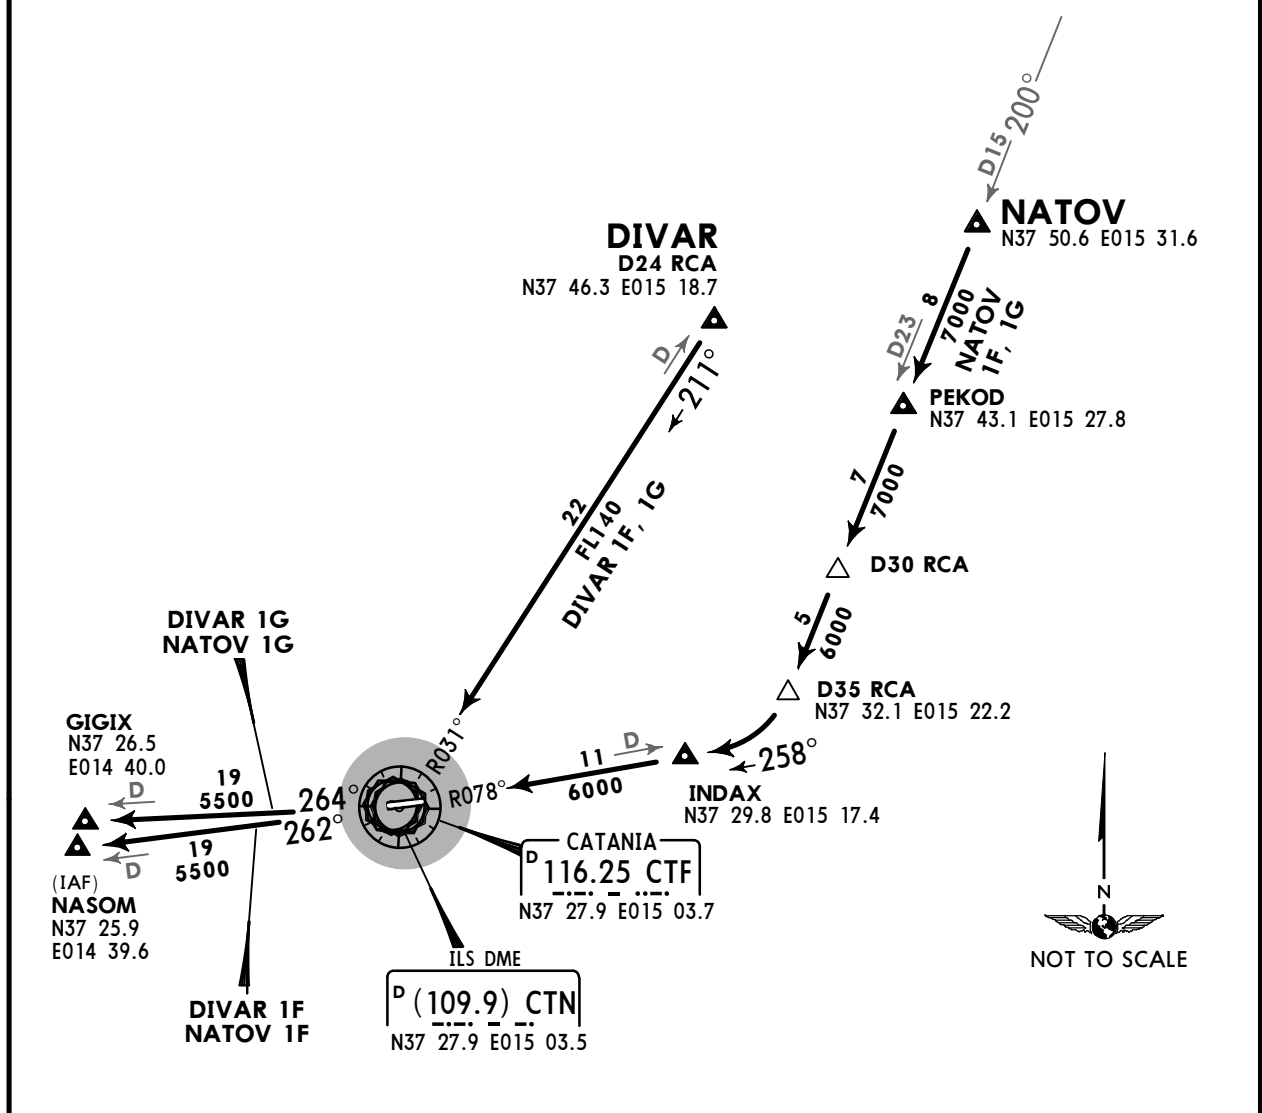 D15
200°
NATOV
N37 50.6 E015 31.6
DIVAR
D24 RCA
N37 46.3 E015 18.7
8
7000
NATOV
1F, 1G
D23
D
211°
PEKOD
N37 43.1 E015 27.8
22
FL140
DIVAR 1F, 1G
7
7000
D30 RCA
5
6000
DIVAR 1G
NATOV 1G
D35 RCA
N37 32.1 E015 22.2
GIGIX
N37 26.5
E014 40.0
R031°
D
11
6000
258°
R078°
INDAX
N37 29.8 E015 17.4
D
19
5500
264°
262°
19
5500
D
(IAF)
NASOM
N37 25.9
E014 39.6
CATANIA
D 116.25 CTF
N37 27.9 E015 03.7
N
NOT TO SCALE
ILS DME
D (109.9) CTN
N37 27.9 E015 03.5
DIVAR 1F
NATOV 1F